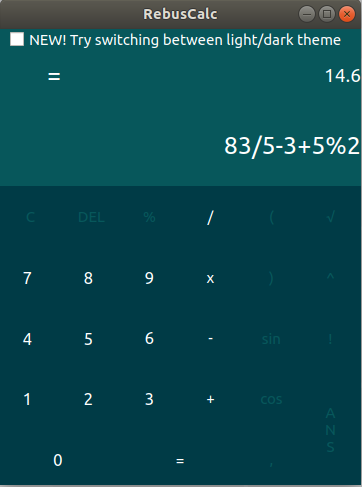 RebusCalc
NEW! Try switching between light/dark theme
= 14.6
83/5-3+5%2
C DEL % / ( √
7 8 9 x ) ^
4 5 6 - sin !
1 2 3 + cos
A
N
S
0 = ,